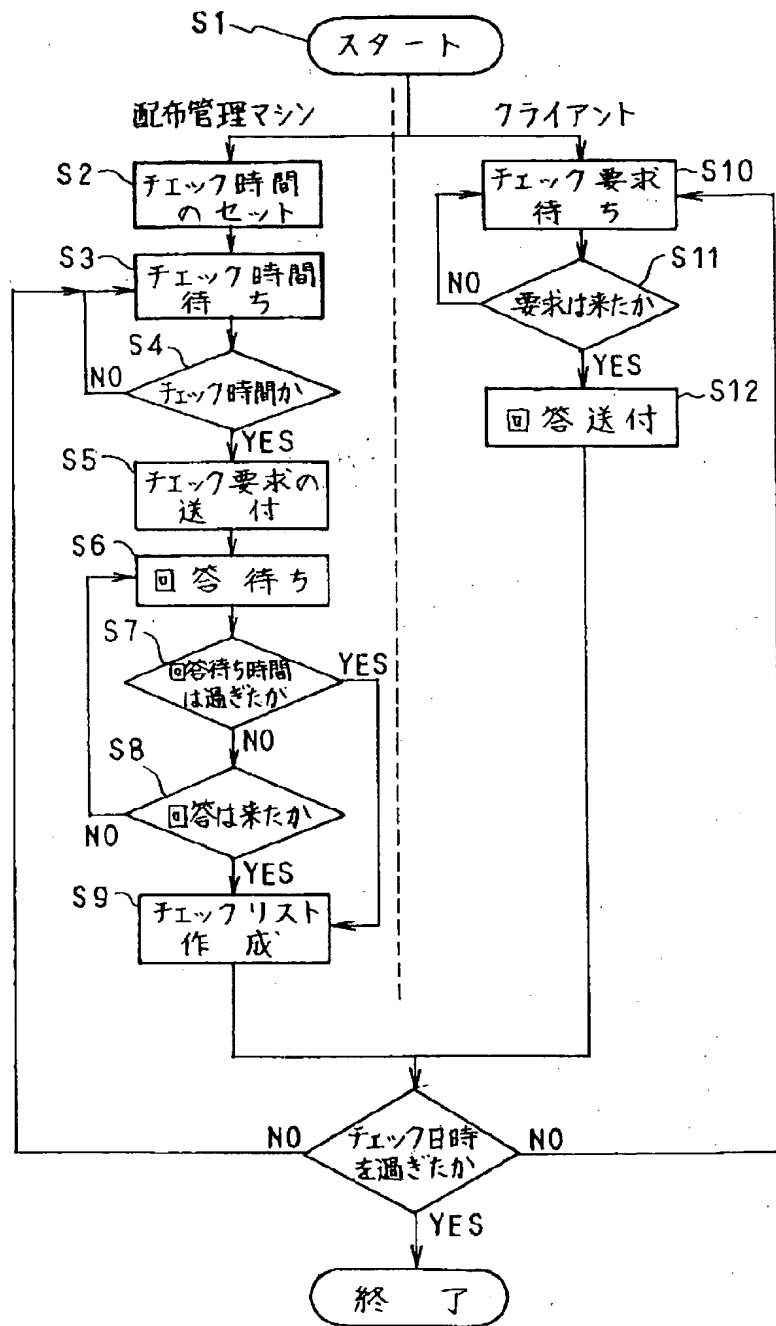 S1
スタート
配布管理マシン
クライアント
S2
チェック時間
のセット
S3
チェック時間
待ち
S4
チェック時間か
NO
YES
S5
チェック要求の
送付
S6
回答待ち
S7
回答待ち時間
は過ぎたか
YES
NO
S8
回答は来たか
NO
YES
S9
チェックリスト
作成
S10
チェック要求
待ち
S11
要求は来たか
NO
YES
S12
回答送付
チェック日時
を過ぎたか
NO
NO
YES
終了